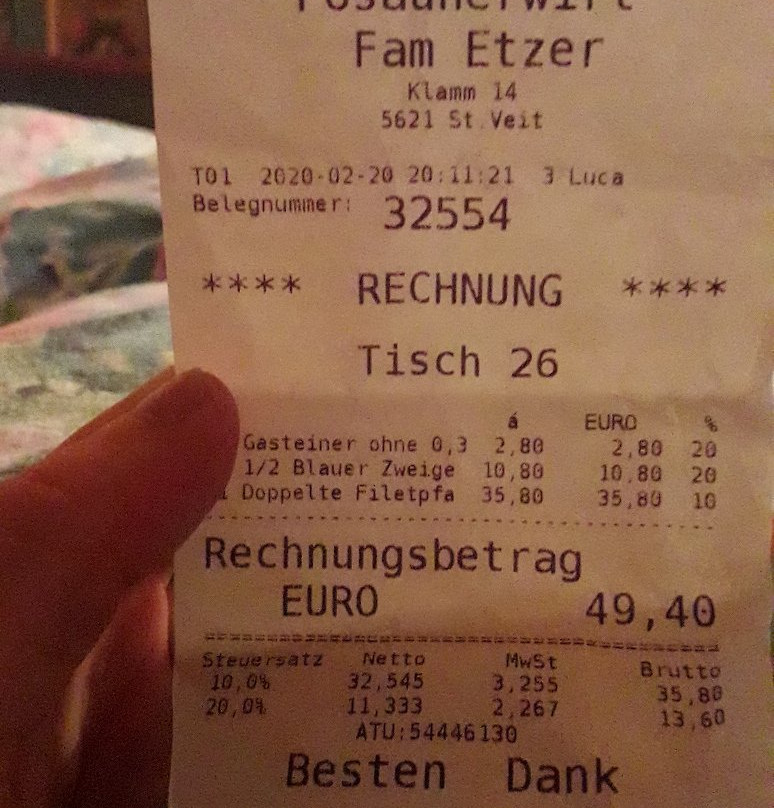 Fam Etzer
Klamm 14
5621 St.Veit
T01 2020-02-20 20:11:21 3 Luca
Belegnummer: 32554
**** RECHNUNG ****
Tisch 26
á EURO %
Gasteiner ohne 0,3 2,80 2,80 20
1/2 Blauer Zweige 10,80 10,80 20
1 Doppelte Filetpfa 35,80 35,80 10
Rechnungsbetrag
EURO 49,40
Steuersatz Netto MwSt Brutto
10,0% 32,545 3,255 35,80
20,0% 11,333 2,267 13,60
ATU:54446130
Besten Dank